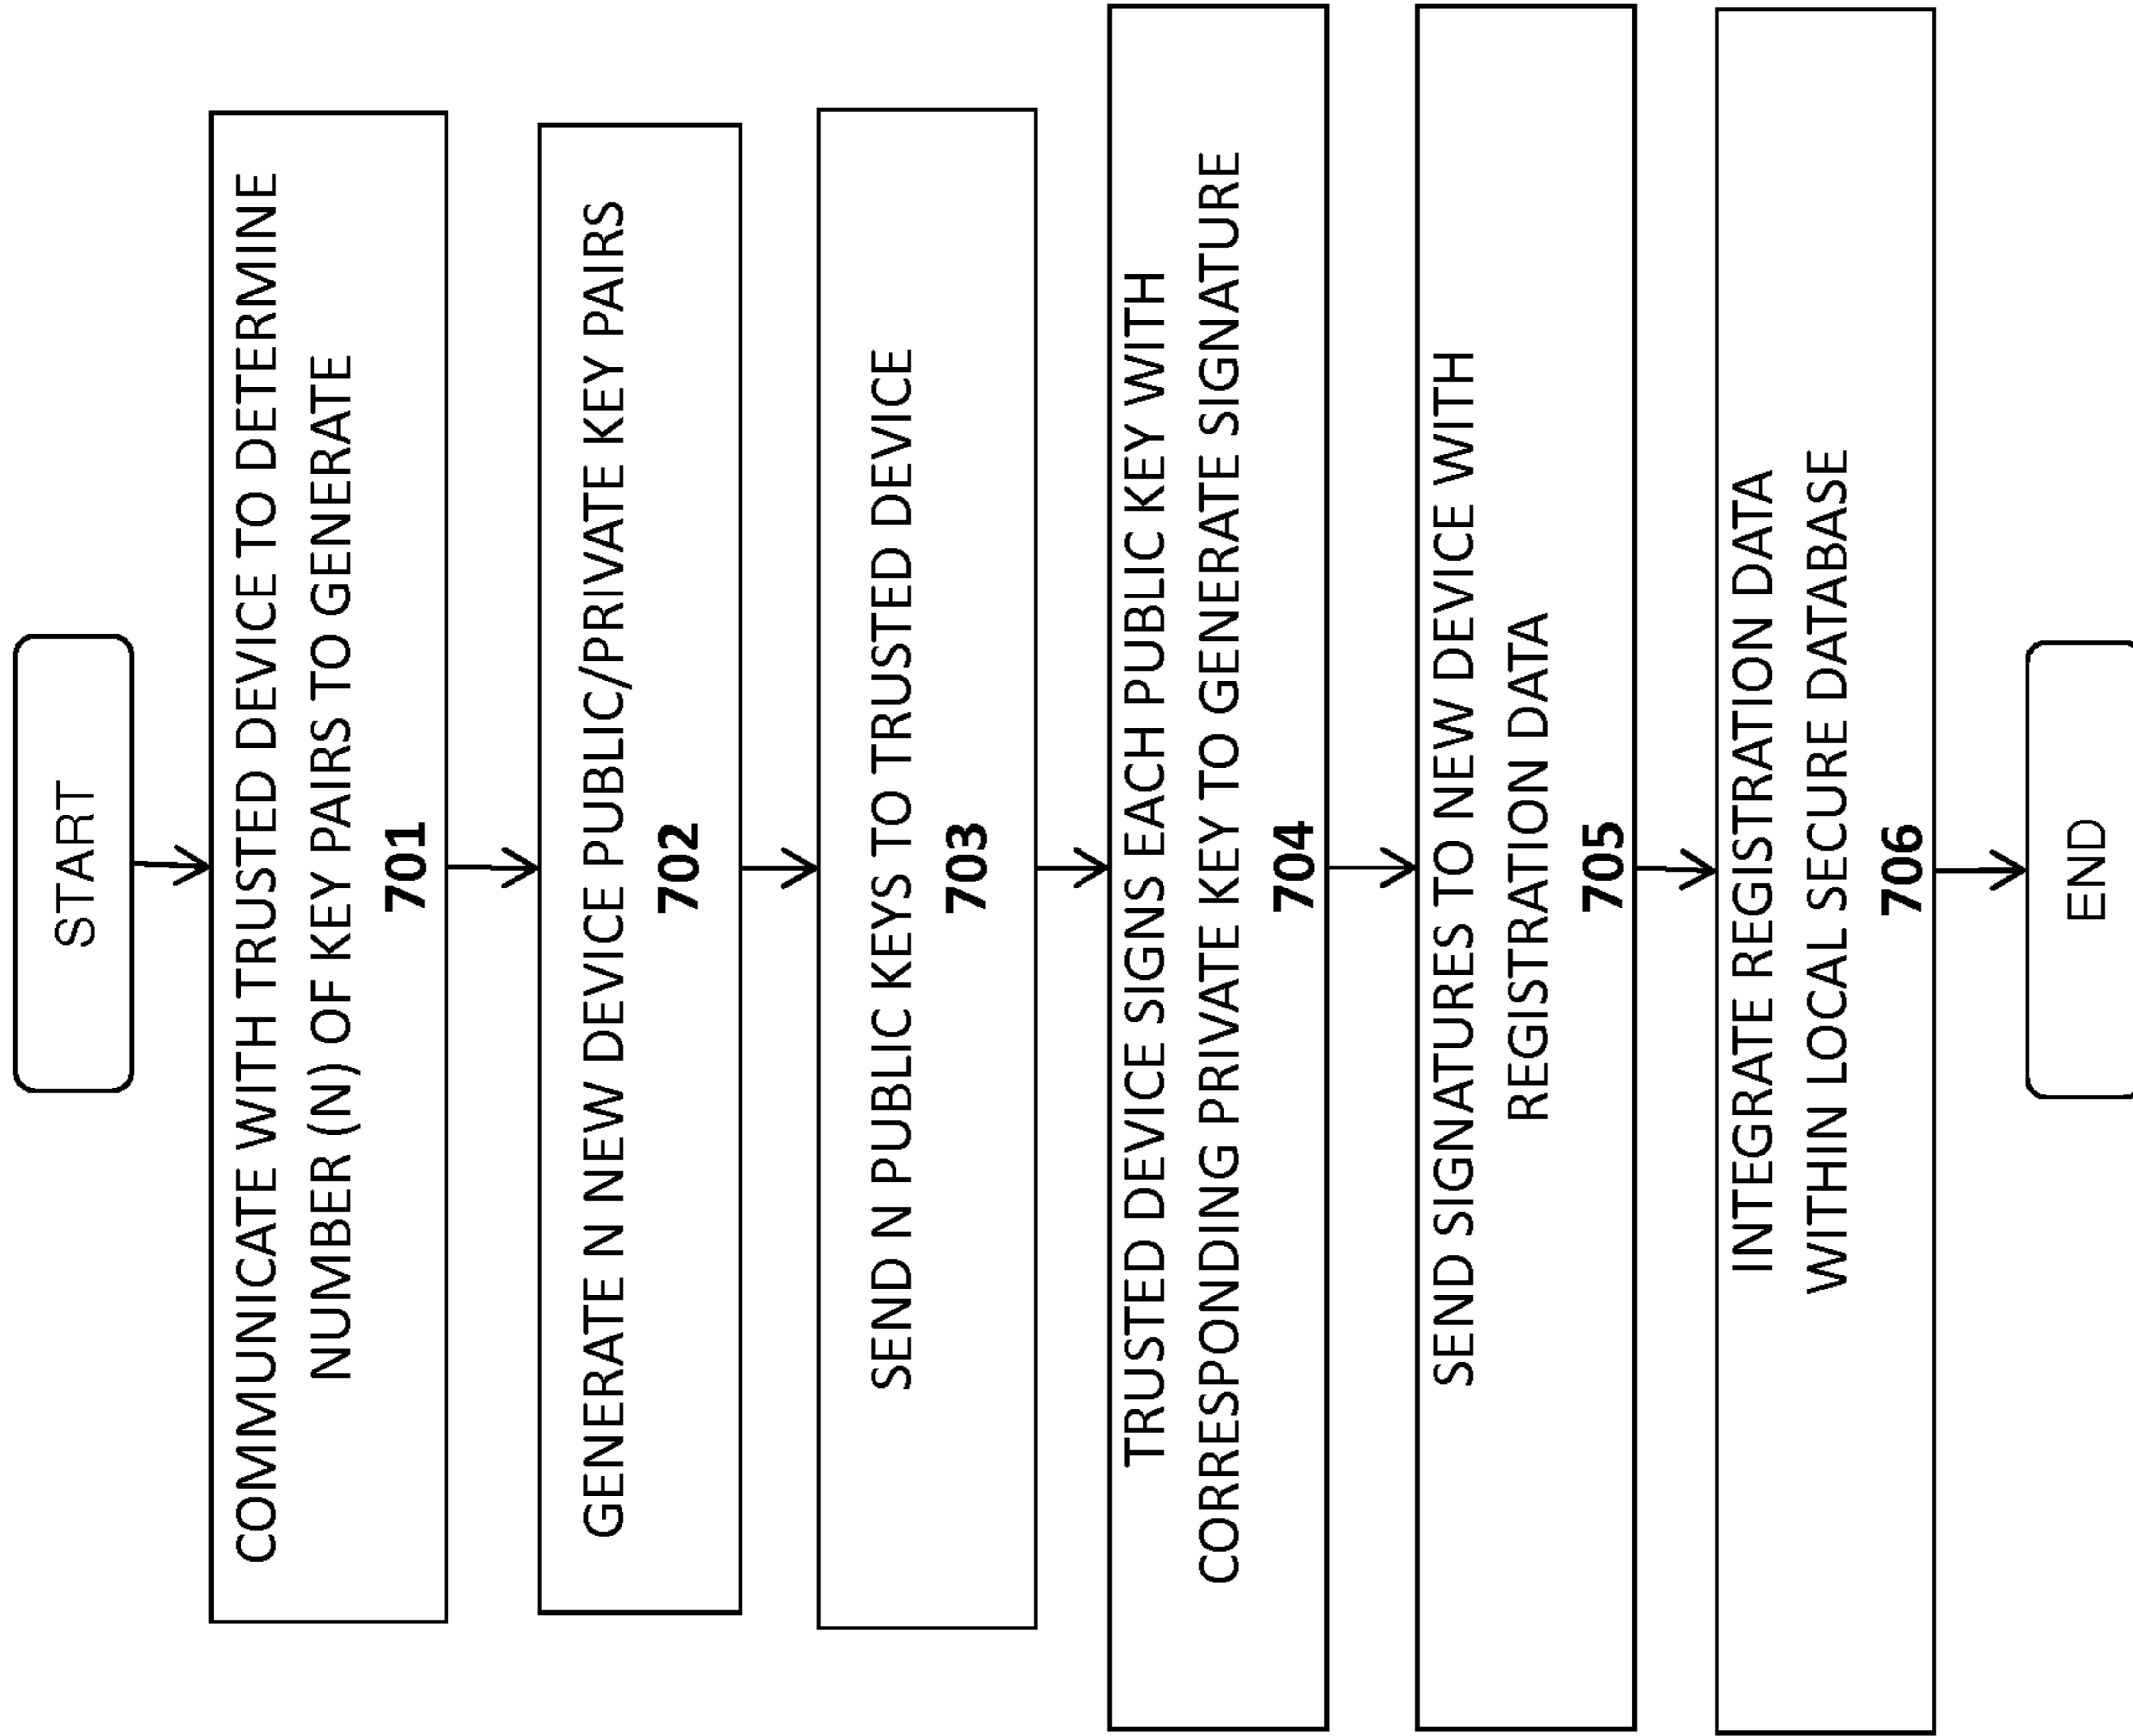 START
COMMUNICATE WITH TRUSTED DEVICE TO DETERMINE
NUMBER (N) OF KEY PAIRS TO GENERATE
701
GENERATE N NEW DEVICE PUBLIC/PRIVATE KEY PAIRS
702
SEND N PUBLIC KEYS TO TRUSTED DEVICE
703
TRUSTED DEVICE SIGNS EACH PUBLIC KEY WITH
CORRESPONDING PRIVATE KEY TO GENERATE SIGNATURE
704
SEND SIGNATURES TO NEW DEVICE WITH
REGISTRATION DATA
705
INTEGRATE REGISTRATION DATA
WITHIN LOCAL SECURE DATABASE
706
END